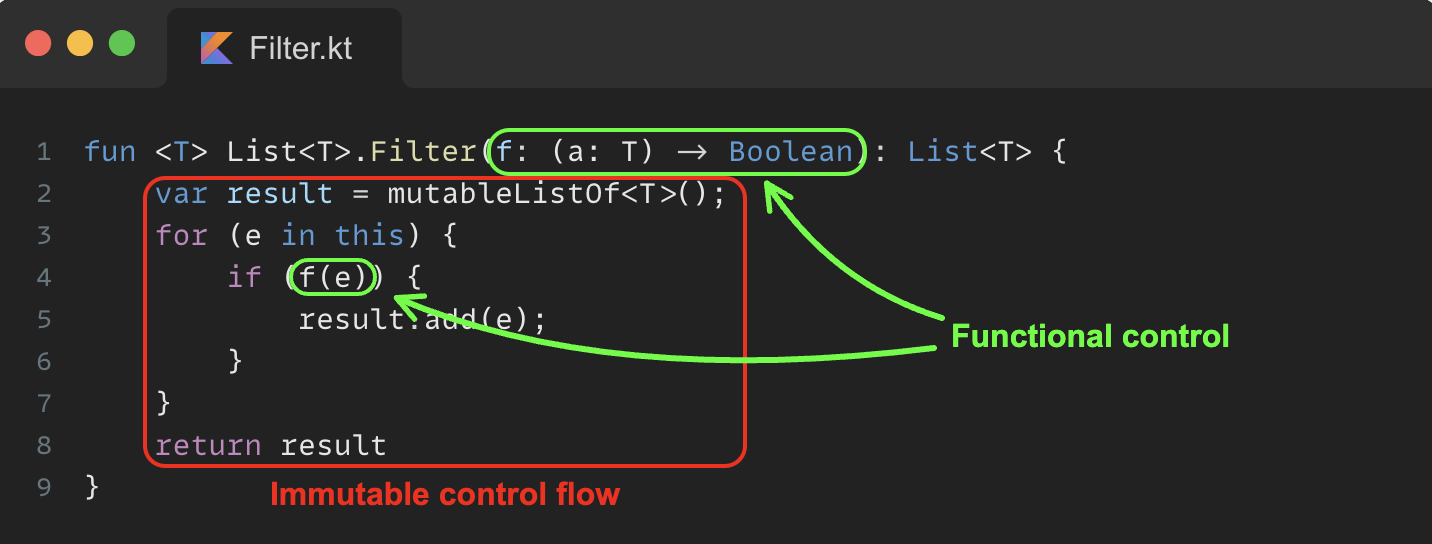 Filter.kt
1 fun <T> List<T>.Filter(f: (a: T) → Boolean): List<T> {
2 var result = mutableListOf<T>();
3 for (e in this) {
4 if (f(e)) {
5 result.add(e);
6 }
7 }
8 return result
9 }
Functional control
Immutable control flow